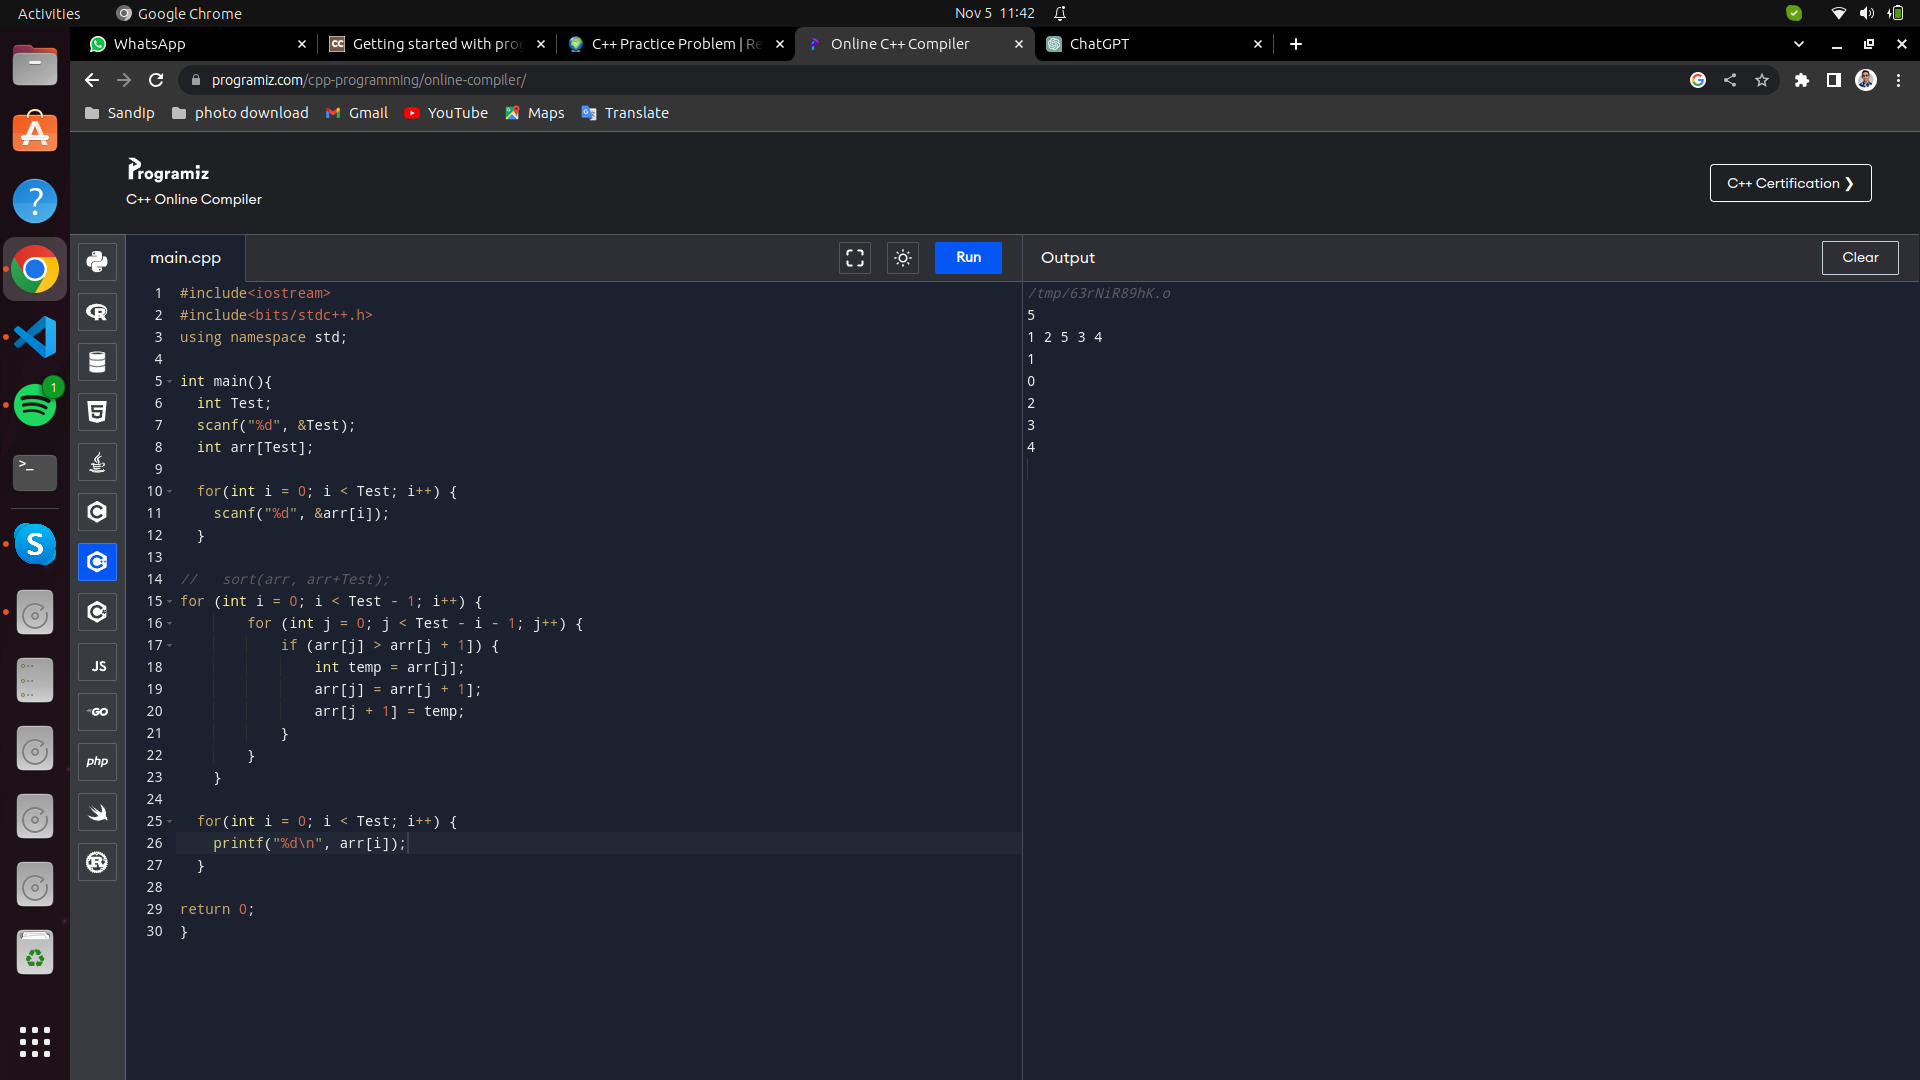 Activities
Google Chrome
Nov 5 11:42
WhatsApp
Getting started with prog
C++ Practice Problem | Re
Online C++ Compiler
ChatGPT
programiz.com/cpp-programming/online-compiler/
Sandip
photo download
Gmail
YouTube
Maps
Translate
Programiz
C++ Online Compiler
C++ Certification ❯
main.cpp
Run
Output
Clear
1 #include<iostream>
2 #include<bits/stdc++.h>
3 using namespace std;
4
5 int main(){
6 int Test;
7 scanf("%d", &Test);
8 int arr[Test];
9
10 for(int i = 0; i < Test; i++) {
11 scanf("%d", &arr[i]);
12 }
13
14 // sort(arr, arr+Test);
15 for (int i = 0; i < Test - 1; i++) {
16 for (int j = 0; j < Test - i - 1; j++) {
17 if (arr[j] > arr[j + 1]) {
18 int temp = arr[j];
19 arr[j] = arr[j + 1];
20 arr[j + 1] = temp;
21 }
22 }
23 }
24
25 for(int i = 0; i < Test; i++) {
26 printf("%d\n", arr[i]);
27 }
28
29 return 0;
30 }
/tmp/63rNiR89hK.o
5
1 2 5 3 4
1
0
2
3
4
1
JS
GO
php